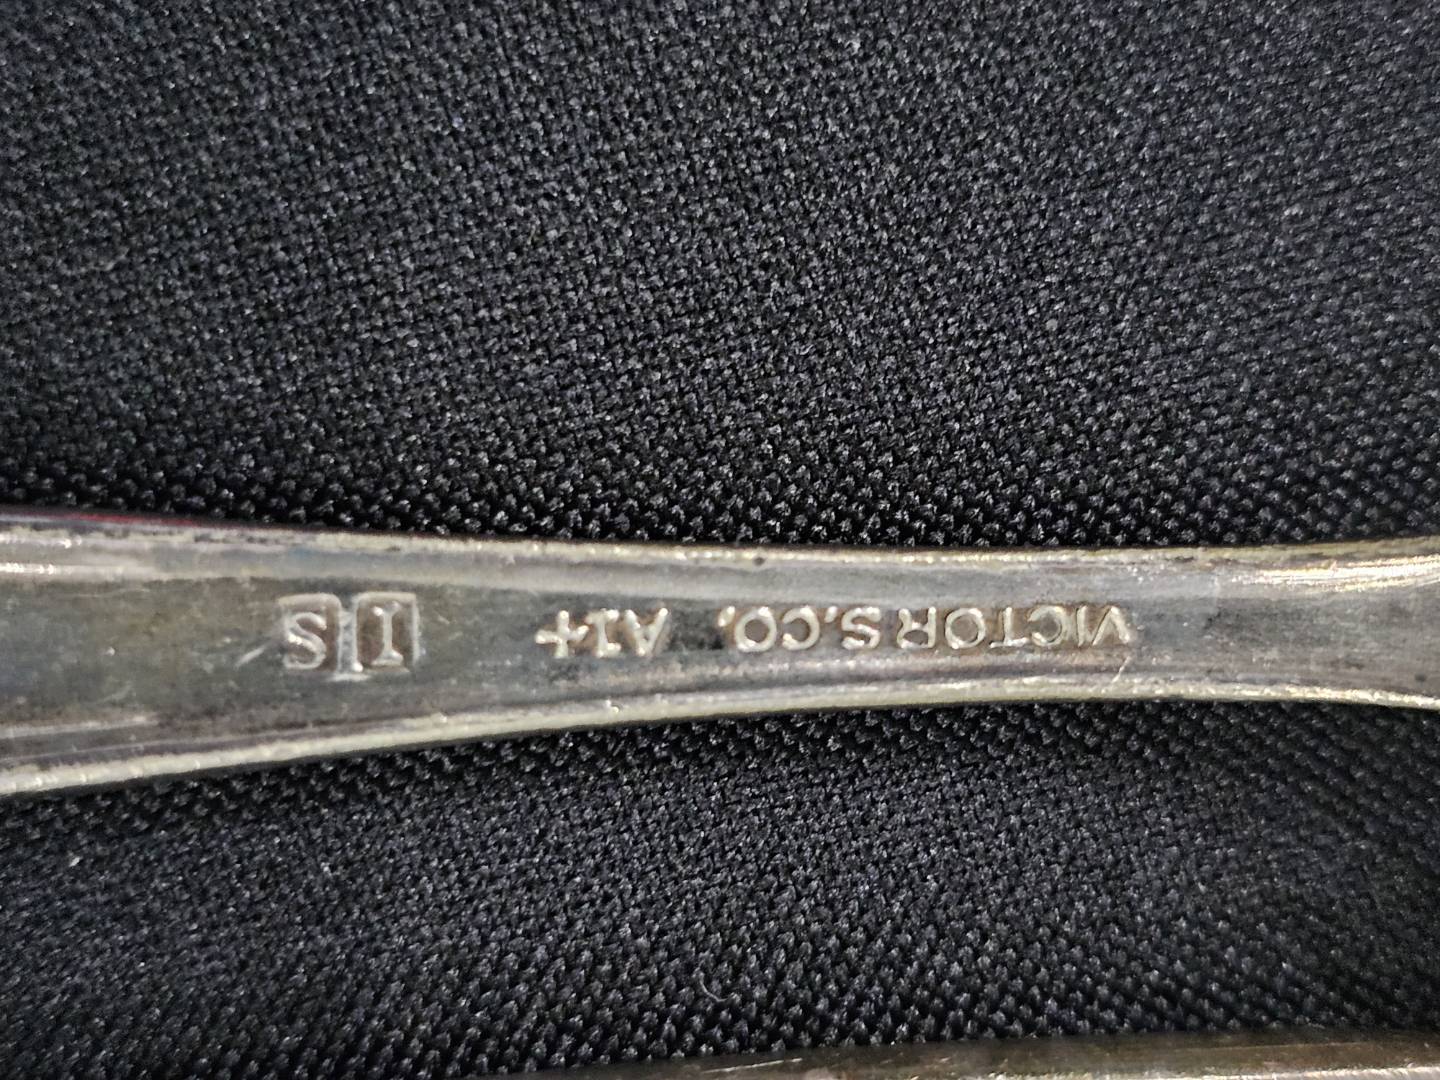 VICTOR S.CO. A1+ IS